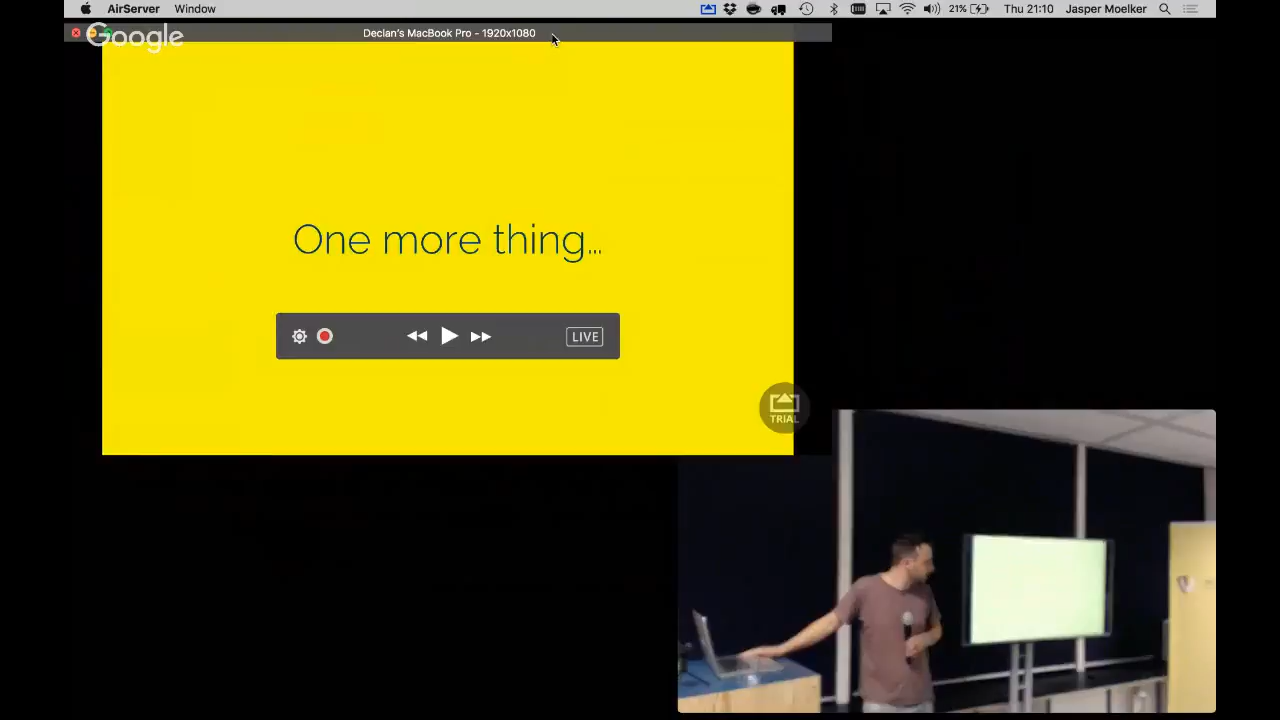 AirServer Window 21% Thu 21:10 Jasper Moelker
Google
Declan's MacBook Pro - 1920x1080
One more thing...
LIVE
TRIAL